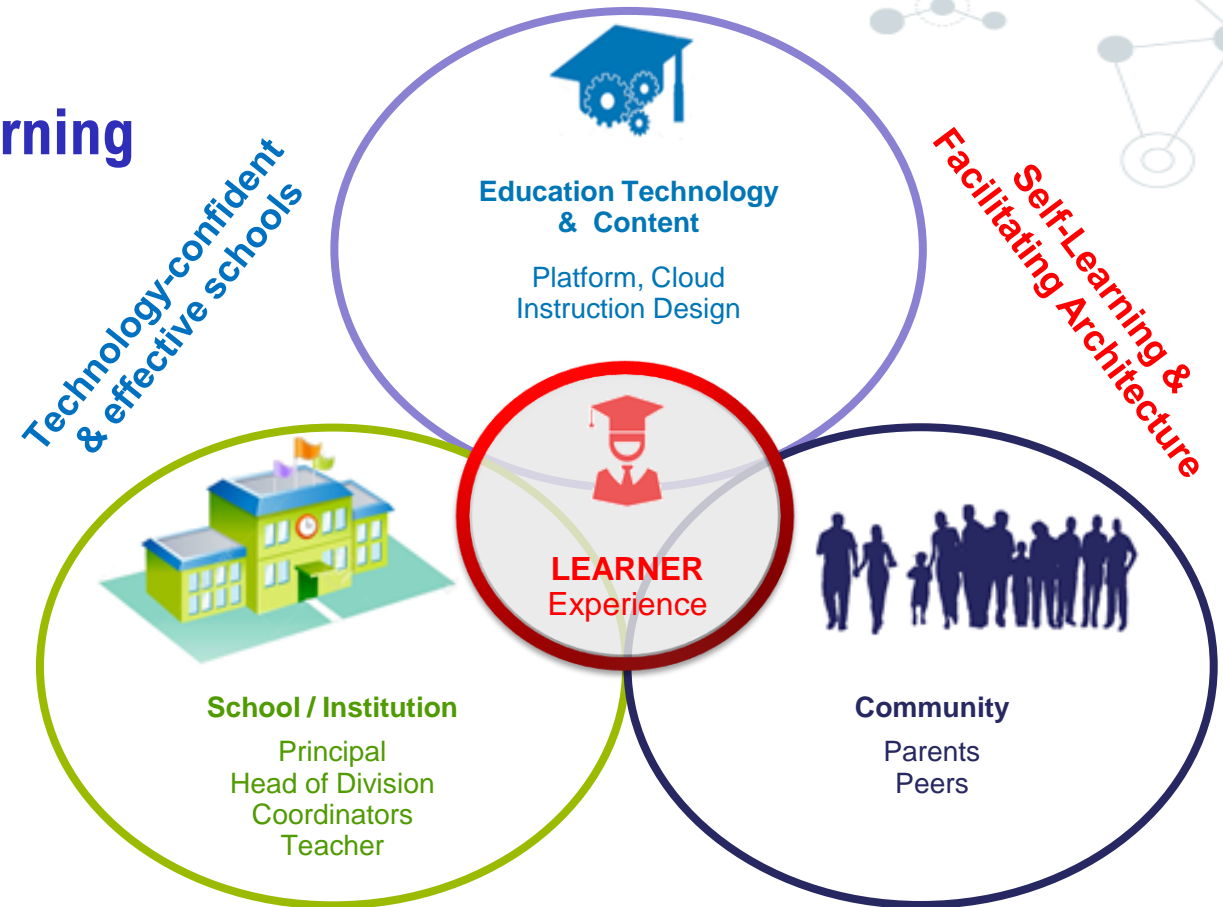 rning
Technology-confident
& effective schools
Education Technology
& Content
Platform, Cloud
Instruction Design
Self-Learning &
Facilitating Architecture
LEARNER
Experience
School / Institution
Principal
Head of Division
Coordinators
Teacher
Community
Parents
Peers